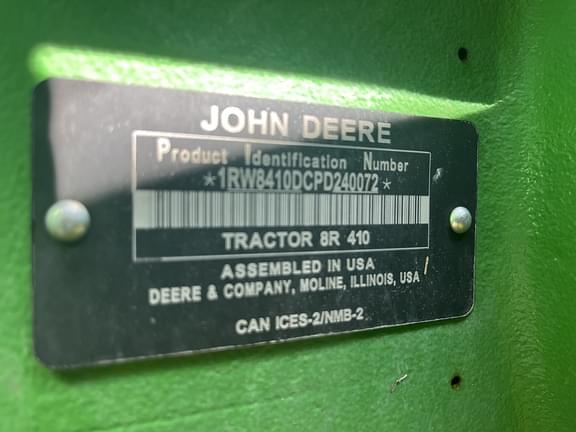 JOHN DEERE
Product Identification Number
*1RW8410DCPD240072*
TRACTOR 8R 410
ASSEMBLED IN USA
DEERE & COMPANY, MOLINE, ILLINOIS, USA
CAN ICES-2/NMB-2